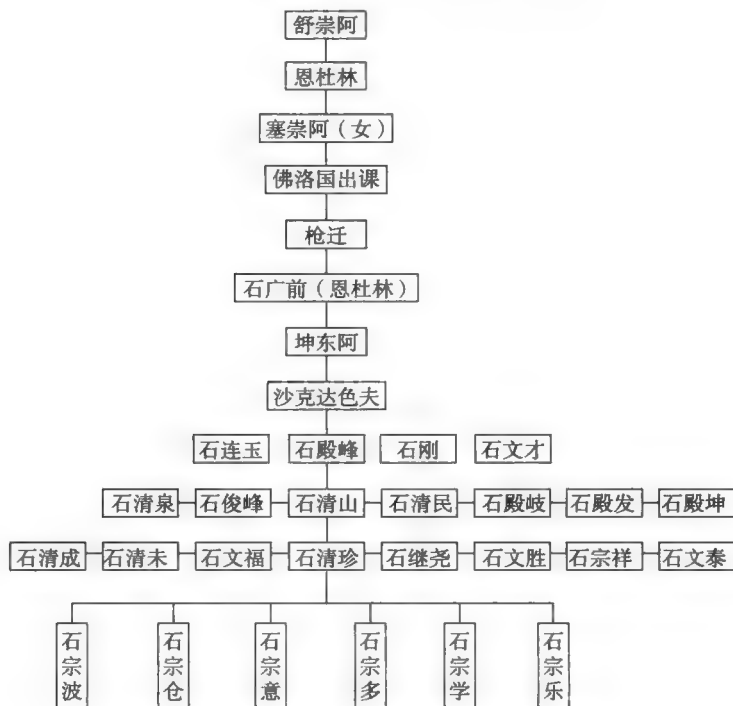 舒崇阿
恩杜林
塞崇阿（女）
佛洛国出课
枪迁
石广前（恩杜林）
坤东阿
沙克达色夫
石连玉 石殿峰 石刚 石文才
石清泉 石俊峰 石清山 石清民 石殿岐 石殿发 石殿坤
石清成 石清未 石文福 石清珍 石继尧 石文胜 石宗祥 石文泰
石宗波 石宗仓 石宗意 石宗多 石宗学 石宗乐